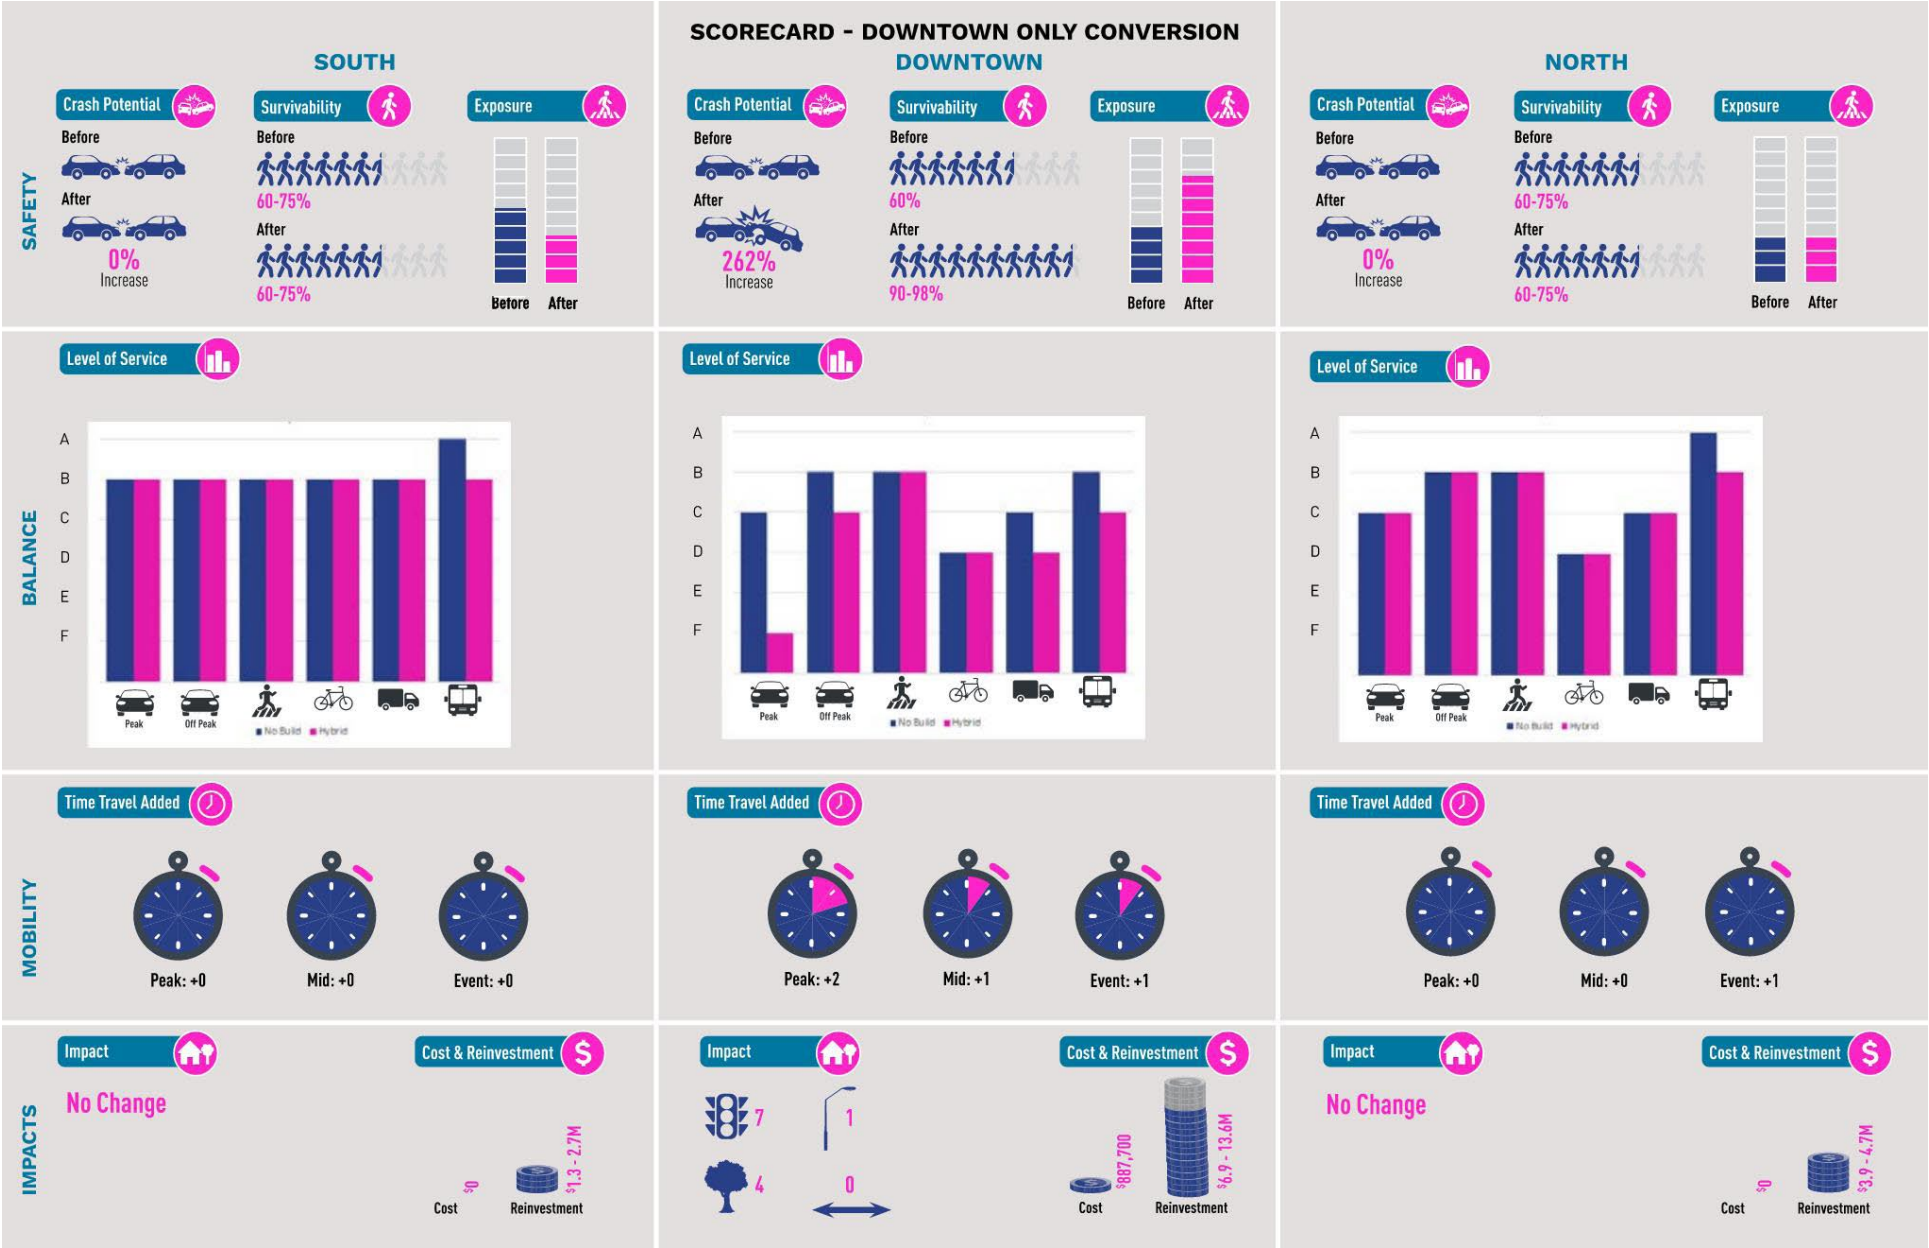 SCORECARD - DOWNTOWN ONLY CONVERSION
SOUTH
DOWNTOWN
NORTH
SAFETY
Crash Potential
Before
After
0%
Increase
Survivability
Before
60-75%
After
60-75%
Exposure
Before After
Crash Potential
Before
After
262%
Increase
Survivability
Before
60%
After
90-98%
Exposure
Before After
Crash Potential
Before
After
0%
Increase
Survivability
Before
60-75%
After
60-75%
Exposure
Before After
BALANCE
Level of Service
A
B
C
D
E
F
Peak Off Peak
No Build Hybrid
Level of Service
A
B
C
D
E
F
Peak Off Peak
No Build Hybrid
Level of Service
A
B
C
D
E
F
Peak Off Peak
No Build Hybrid
MOBILITY
Time Travel Added
Peak: +0 Mid: +0 Event: +0
Time Travel Added
Peak: +2 Mid: +1 Event: +1
Time Travel Added
Peak: +0 Mid: +0 Event: +1
IMPACTS
Impact
No Change
Cost & Reinvestment $
$0
$1.3 - 2.7M
Cost Reinvestment
Impact
7 1
4 0
Cost & Reinvestment $
$887,700
$6.9 - 13.6M
Cost Reinvestment
Impact
No Change
Cost & Reinvestment $
$0
$3.9 - 4.7M
Cost Reinvestment